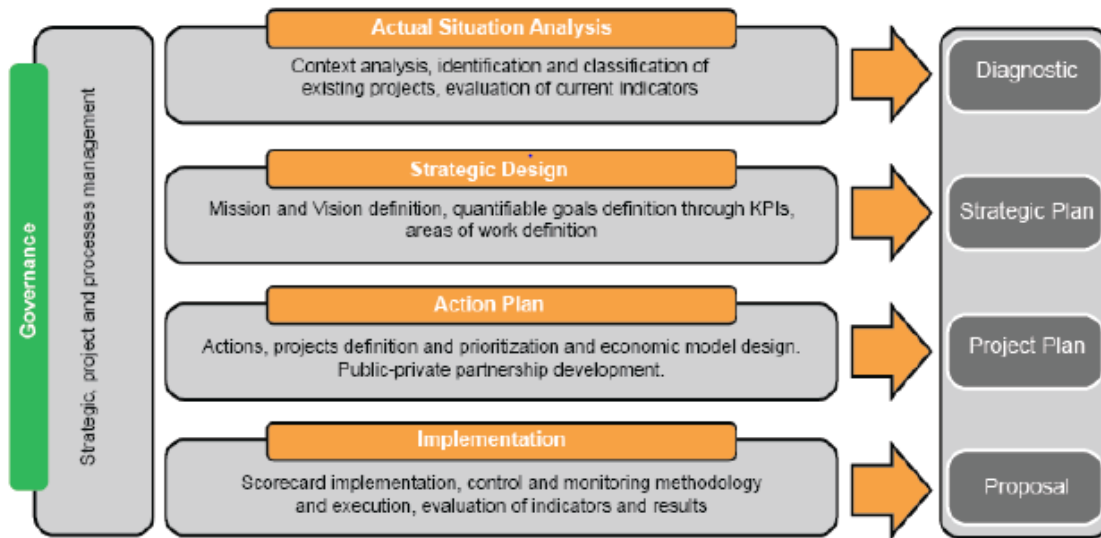 Governance
Strategic, project and processes management
Actual Situation Analysis
Context analysis, identification and classification of
existing projects, evaluation of current indicators
Diagnostic
Strategic Design
Mission and Vision definition, quantifiable goals definition through KPIs,
areas of work definition
Strategic Plan
Action Plan
Actions, projects definition and prioritization and economic model design.
Public-private partnership development.
Project Plan
Implementation
Scorecard implementation, control and monitoring methodology
and execution, evaluation of indicators and results
Proposal